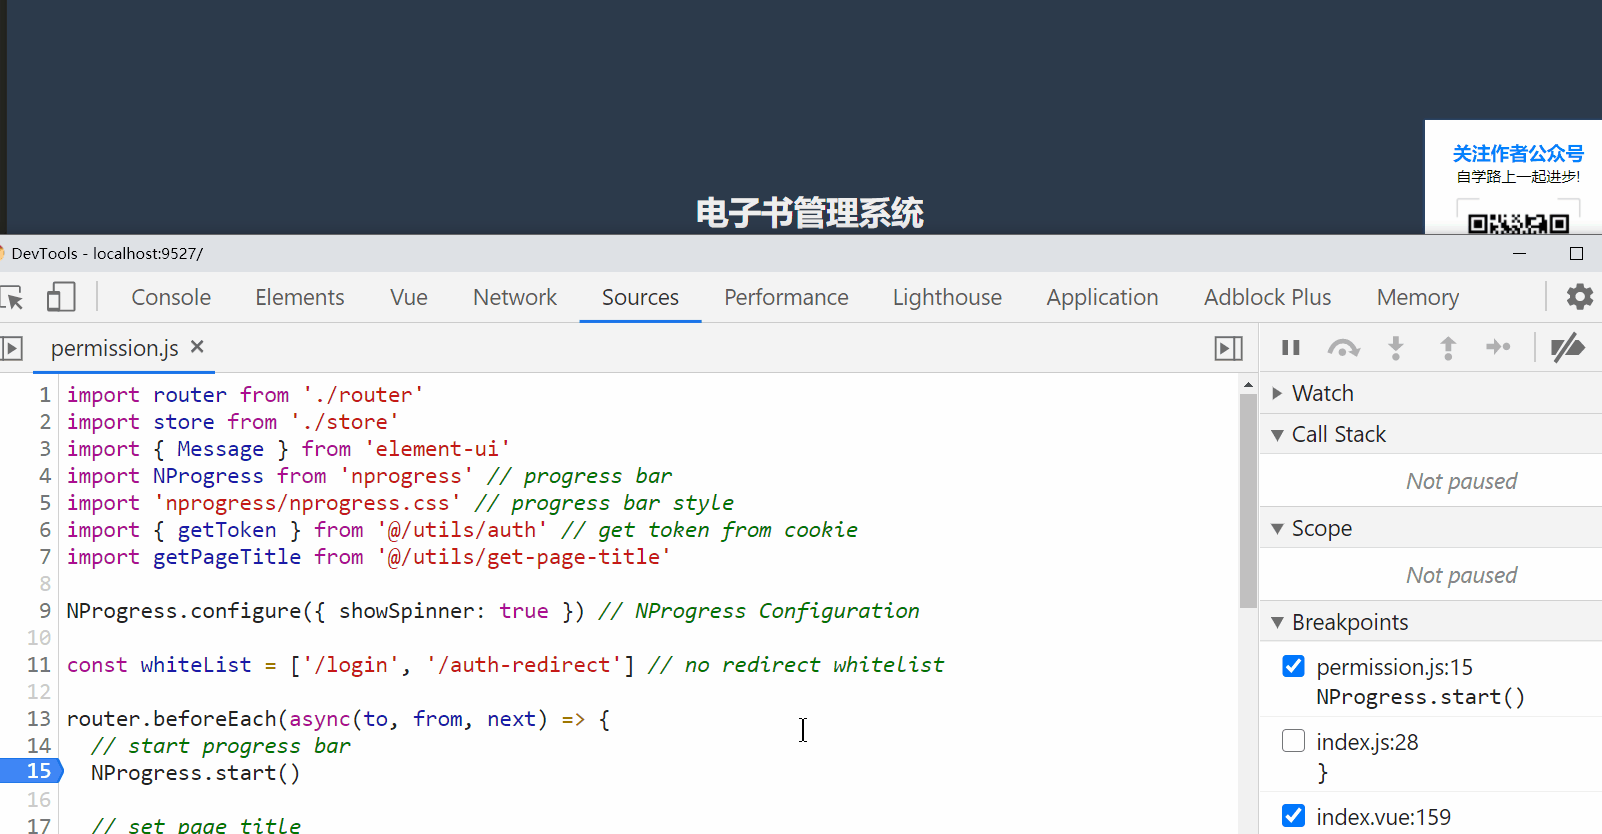 关注作者公众号
自学路上一起进步!
电子书管理系统
DevTools - localhost:9527/
Console Elements Vue Network Sources Performance Lighthouse Application Adblock Plus Memory
permission.js ×
1 import router from './router'
2 import store from './store'
3 import { Message } from 'element-ui'
4 import NProgress from 'nprogress' // progress bar
5 import 'nprogress/nprogress.css' // progress bar style
6 import { getToken } from '@/utils/auth' // get token from cookie
7 import getPageTitle from '@/utils/get-page-title'
8
9 NProgress.configure({ showSpinner: true }) // NProgress Configuration
10
11 const whiteList = ['/login', '/auth-redirect'] // no redirect whitelist
12
13 router.beforeEach(async(to, from, next) => {
14 // start progress bar
15 NProgress.start()
16
17 // set page title
Watch
Call Stack
Not paused
Scope
Not paused
Breakpoints
permission.js:15
NProgress.start()
index.js:28
}
index.vue:159